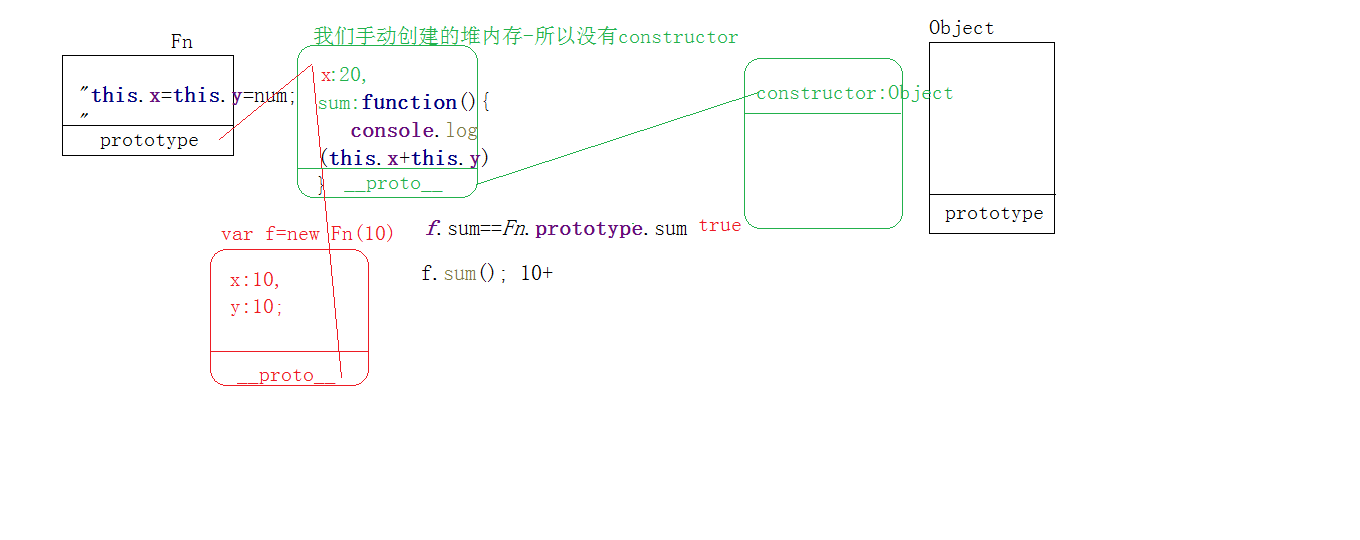 Fn
"this.x=this.y=num;
"
prototype
我们手动创建的堆内存-所以没有constructor
x:20,
sum:function(){
console.log
(this.x+this.y)
}
__proto__
constructor:Object
Object
prototype
var f=new Fn(10)
x:10,
y:10;
__proto__
f.sum==Fn.prototype.sum true
f.sum(); 10+